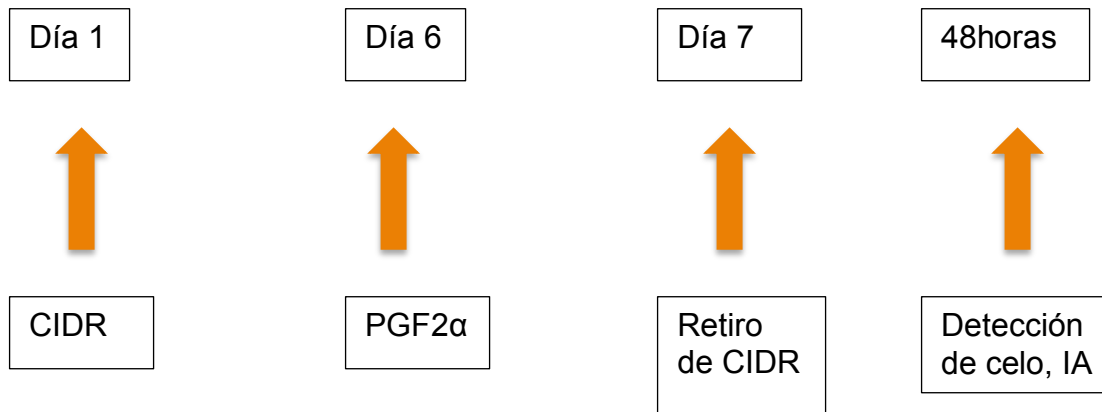 Día 1
Día 6
Día 7
48horas
CIDR
PGF2α
Retiro
de CIDR
Detección
de celo, IA